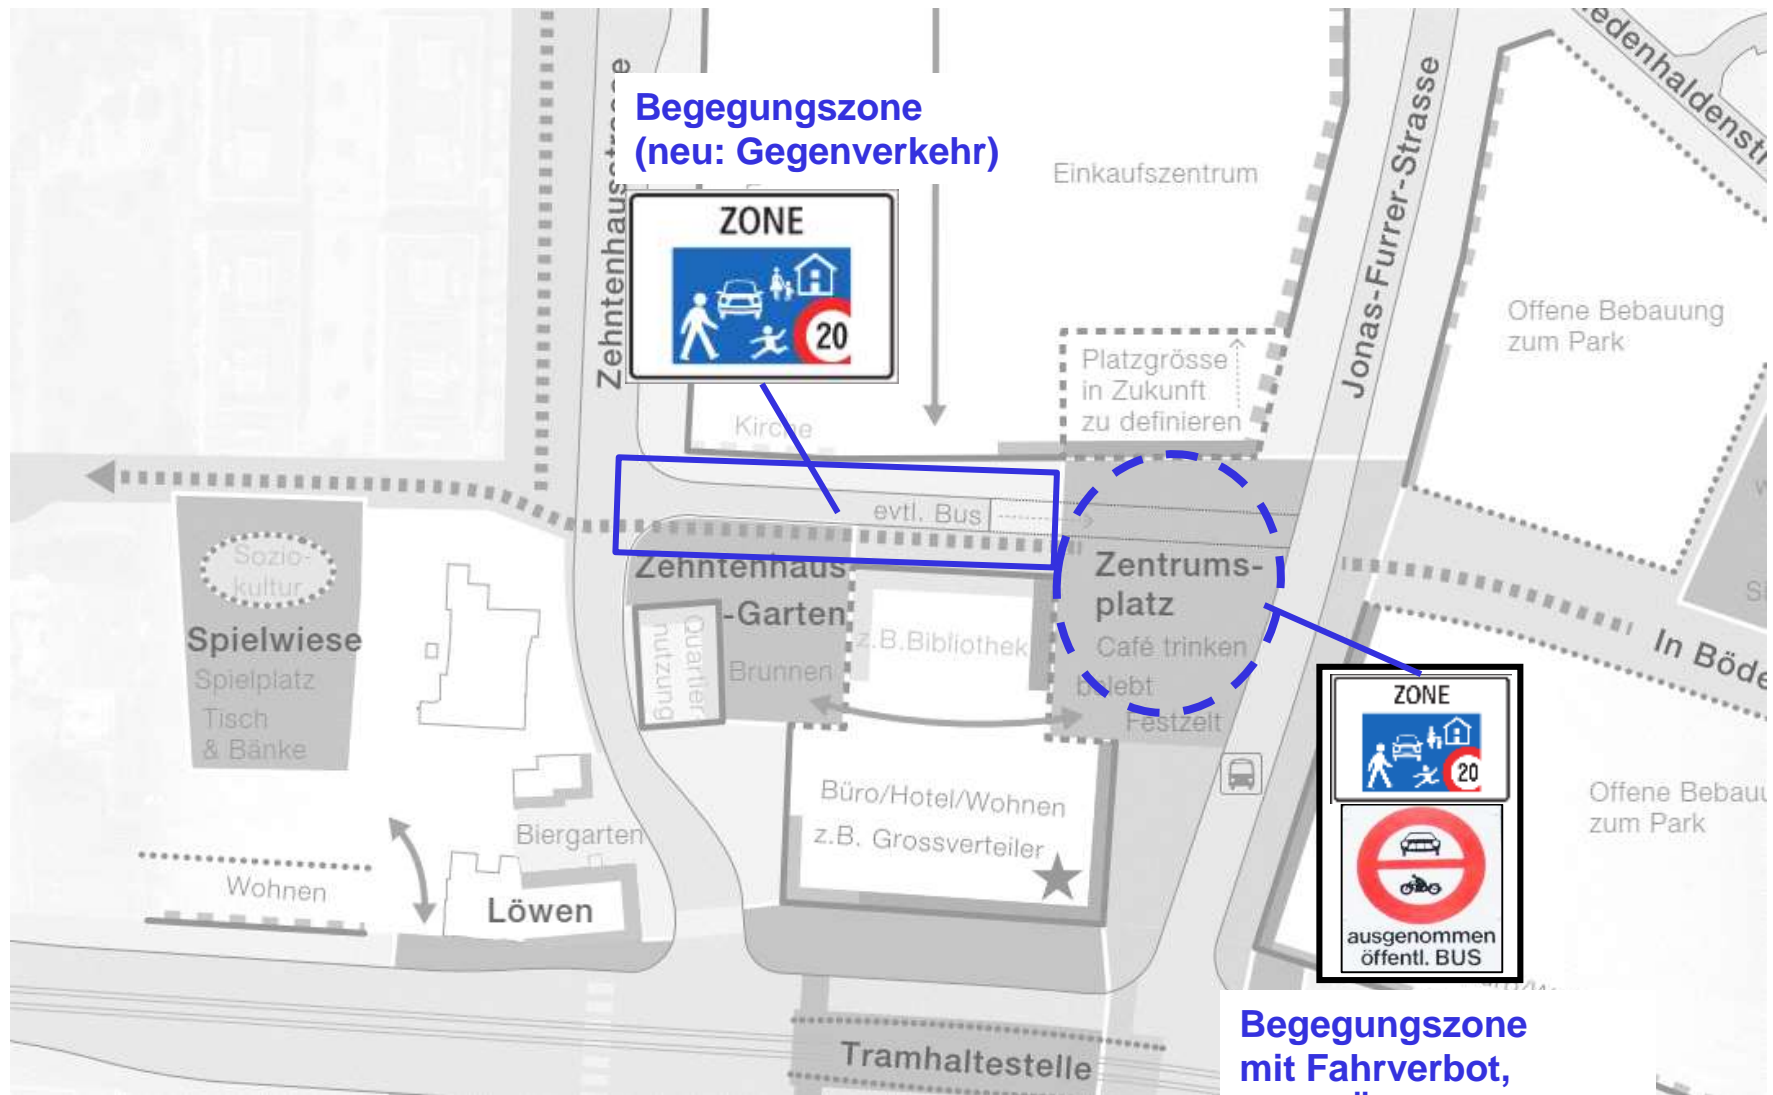 Begegungszone
(neu: Gegenverkehr)
ZONE
20
Zehntenhausstrasse
Einkaufszentrum
Jonas-Furrer-Strasse
Offene Bebauung
zum Park
Platzgrösse
in Zukunft
zu definieren
Kirche
evtl. Bus
Sozio-
kultur
Spielwiese
Spielplatz
Tisch
& Bänke
Zehntenhaus
-Garten
Quartier-
nutzung
Brunnen
z.B.Bibliothek
Zentrums-
platz
Café trinken
belebt
Festzelt
In Böde
ZONE
20
ausgenommen
öffentl. BUS
Büro/Hotel/Wohnen
z.B. Grossverteiler
Offene Bebau
zum Park
Biergarten
Wohnen
Löwen
Tramhaltestelle
Begegungszone
mit Fahrverbot,